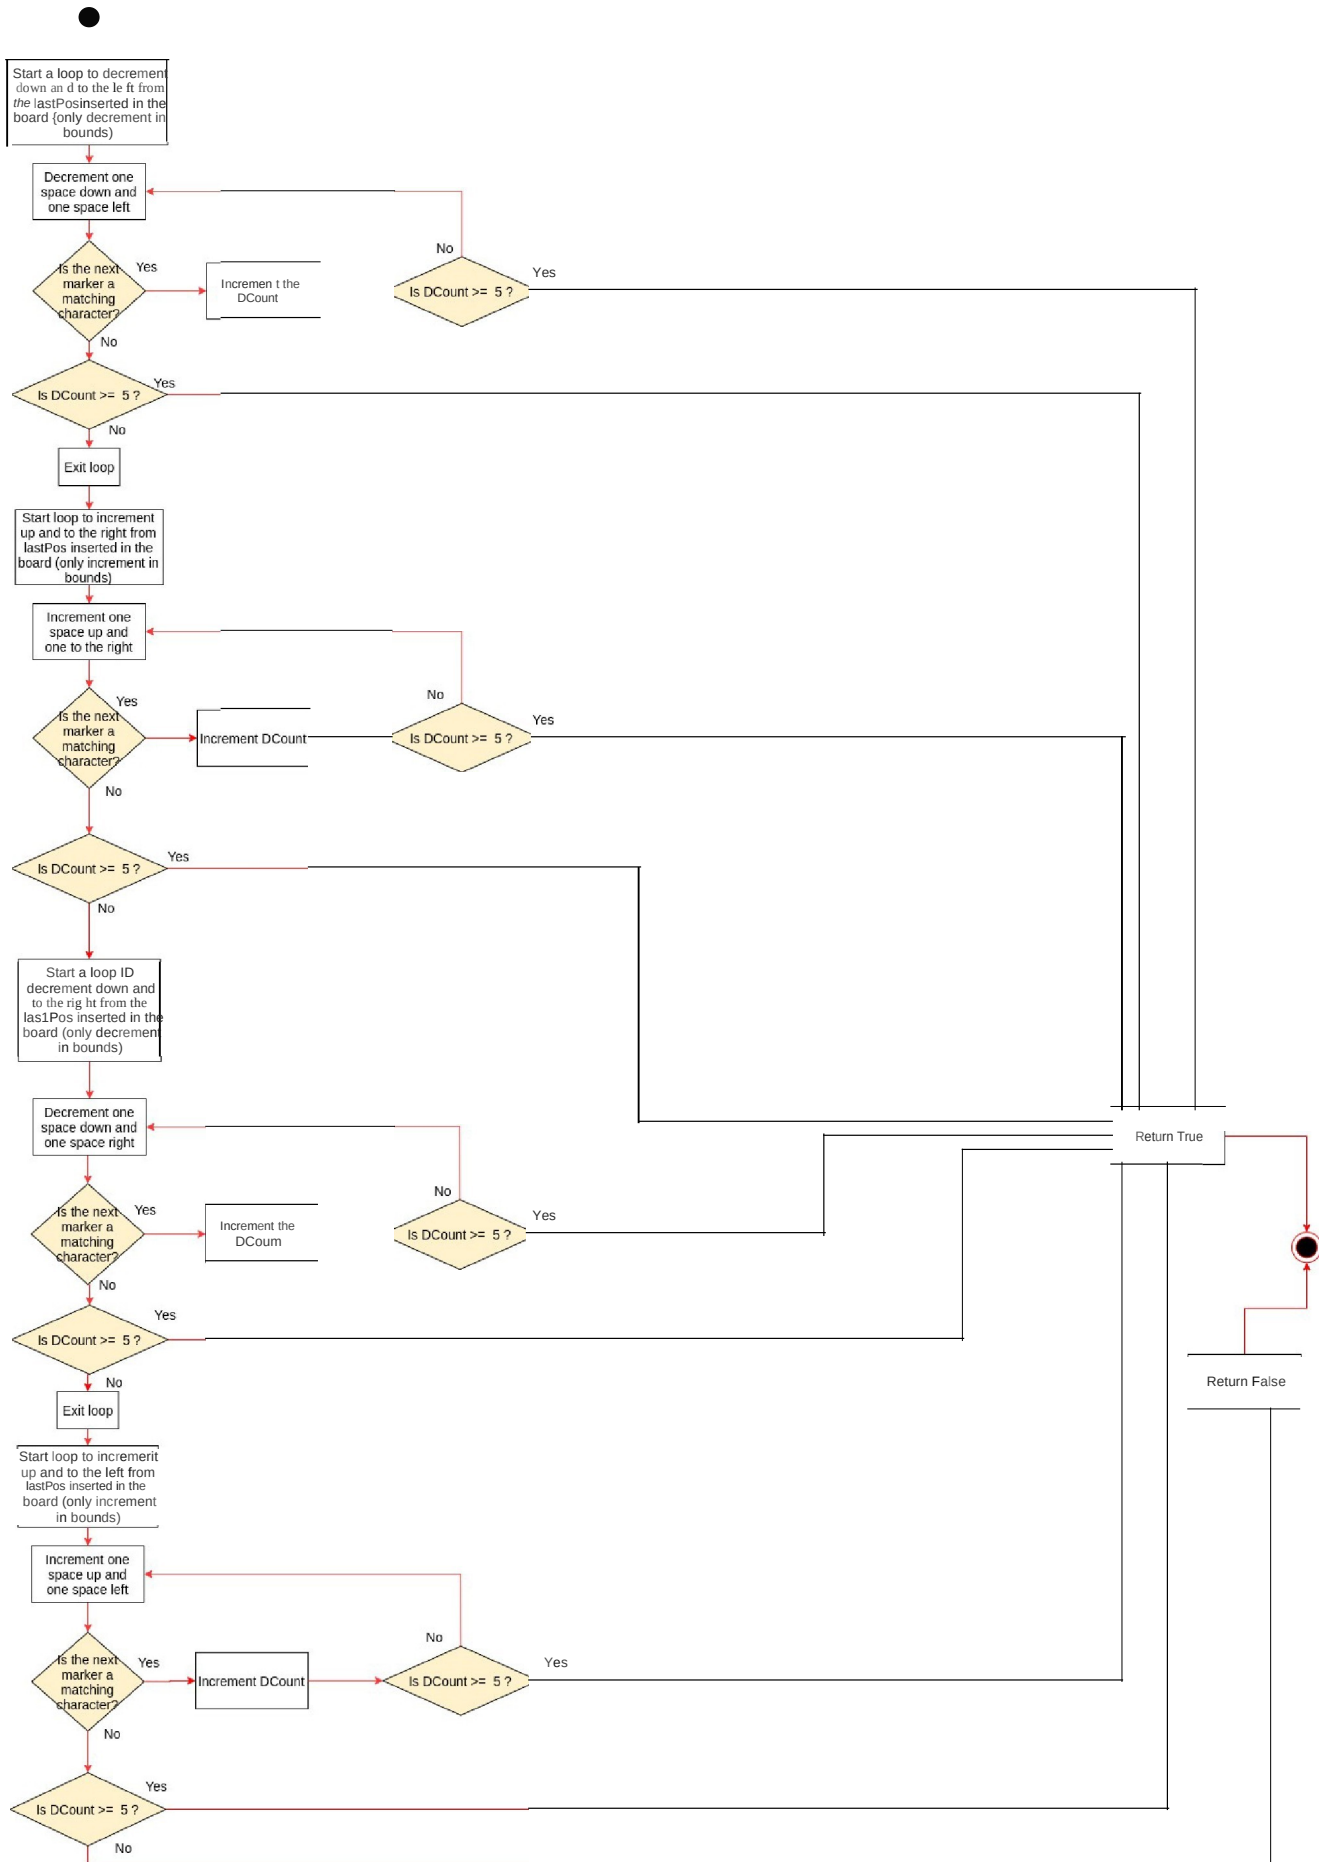 Start a loop to decrement
down an d to the le ft from
the lastPosinserted in the
board {only decrement in
bounds)
Decrement one
space down and
one space left
No
Yes
Is the next
marker a
matching
character?
Yes
Incremen t the
DCount
Is DCount >= 5 ?
No
Is DCount >= 5 ?
Yes
No
Exit loop
Start loop to increment
up and to the right from
lastPos inserted in the
board (only increment in
bounds)
Increment one
space up and
one to the right
No
Yes
Is the next
marker a
matching
character?
Yes
Increment DCount
Is DCount >= 5 ?
No
Is DCount >= 5 ?
Yes
No
Start a loop ID
decrement down and
to the rig ht from the
las1Pos inserted in the
board (only decrement
in bounds)
Decrement one
space down and
one space right
Return True
No
Yes
Is the next
marker a
matching
character?
Yes
Increment the
DCoum
Is DCount >= 5 ?
No
Is DCount >= 5 ?
Yes
No
Return False
Exit loop
Start loop to incremerit
up and to the left from
lastPos inserted in the
board (only increment
in bounds)
Increment one
space up and
one space left
No
Yes
Is the next
marker a
matching
character?
Yes
Increment DCount
Is DCount >= 5 ?
No
Is DCount >= 5 ?
Yes
No